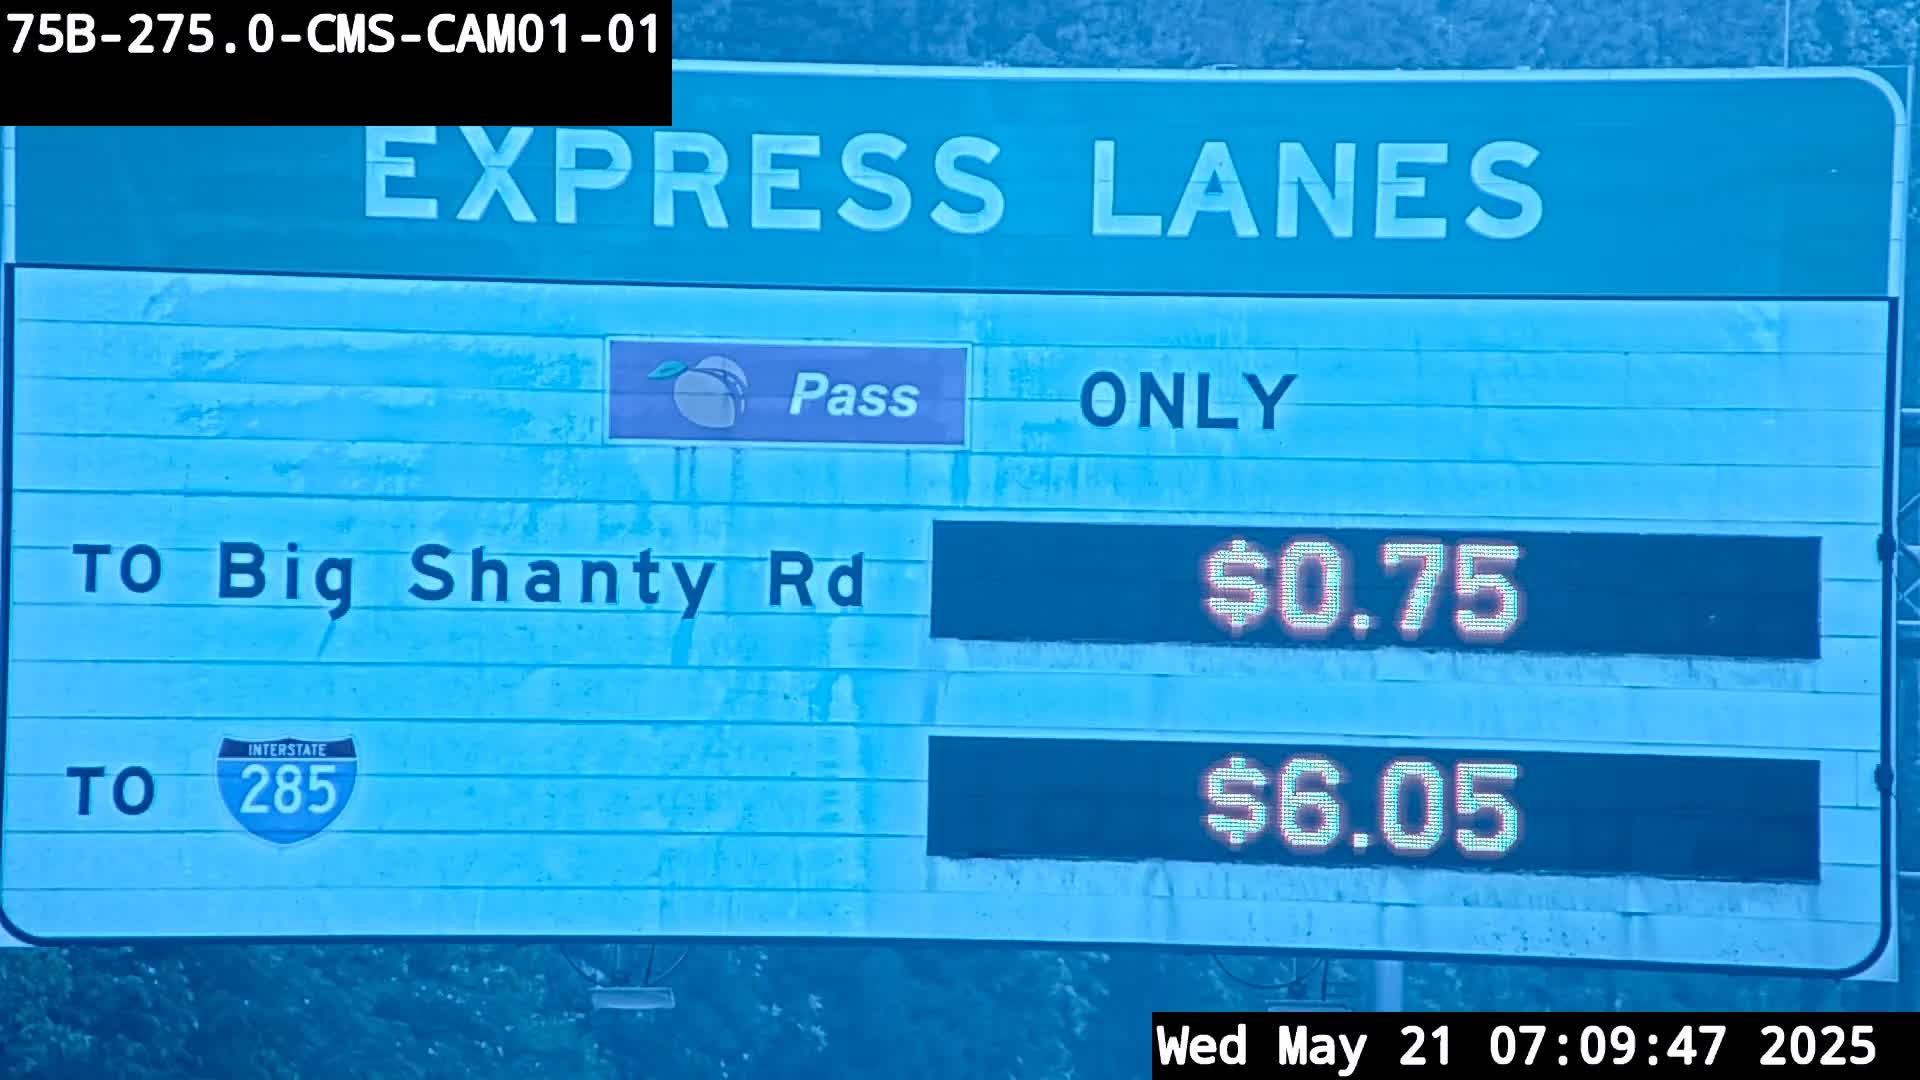 75B-275.0-CMS-CAM01-01
EXPRESS LANES
Pass ONLY
TO Big Shanty Rd $0.75
TO INTERSTATE 285 $6.05
Wed May 21 07:09:47 2025